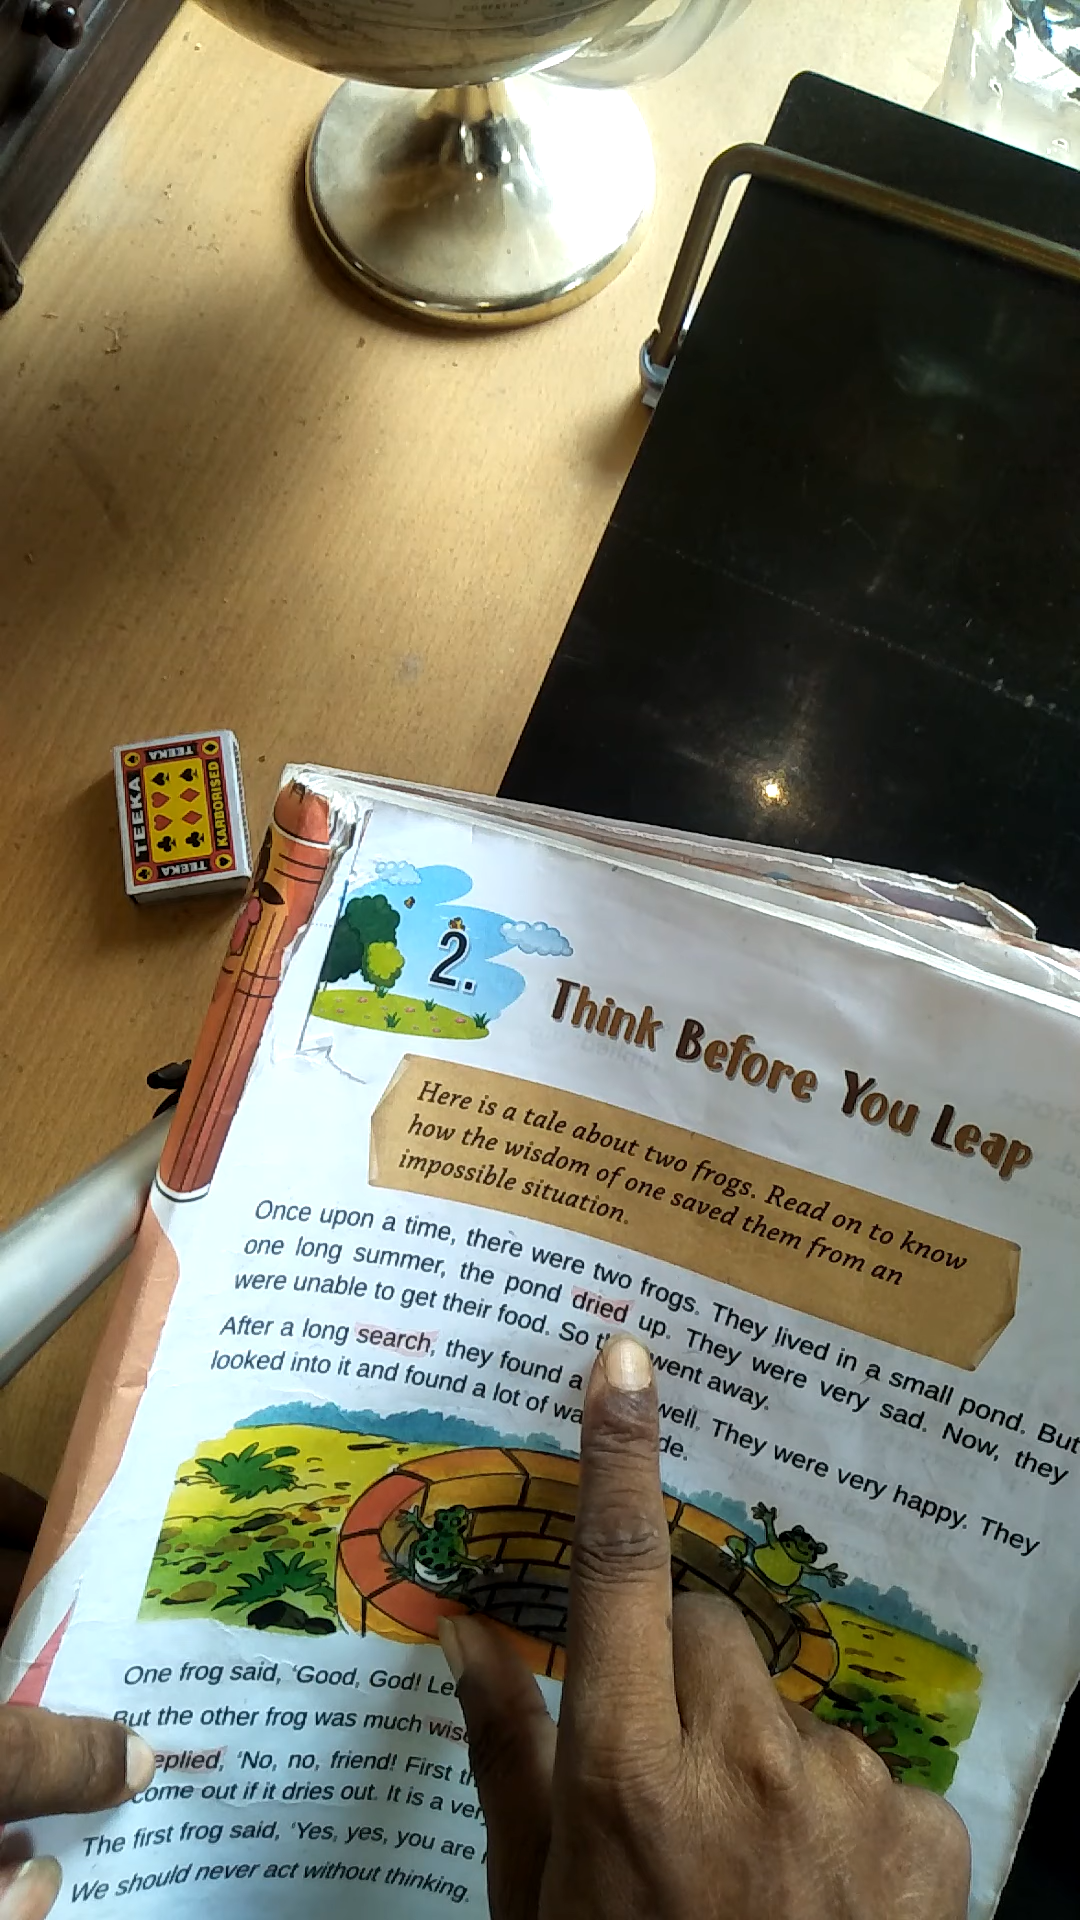 TEEKA
TEEKA
KARBORISED
TEEKA
2.
Think Before You Leap
Here is a tale about two frogs. Read on to know
how the wisdom of one saved them from an
impossible situation.
Once upon a time, there were two frogs. They lived in a small pond. But
one long summer, the pond dried up. They were very sad. Now, they
were unable to get their food. So went away.
After a long search, they found a well. They were very happy. They
looked into it and found a lot of
One frog said, 'Good, God!
But the other frog was much
'No, no, friend! First
come out if it dries out. It is a
The first frog said, 'Yes, yes, you are
We should never act without thinking.